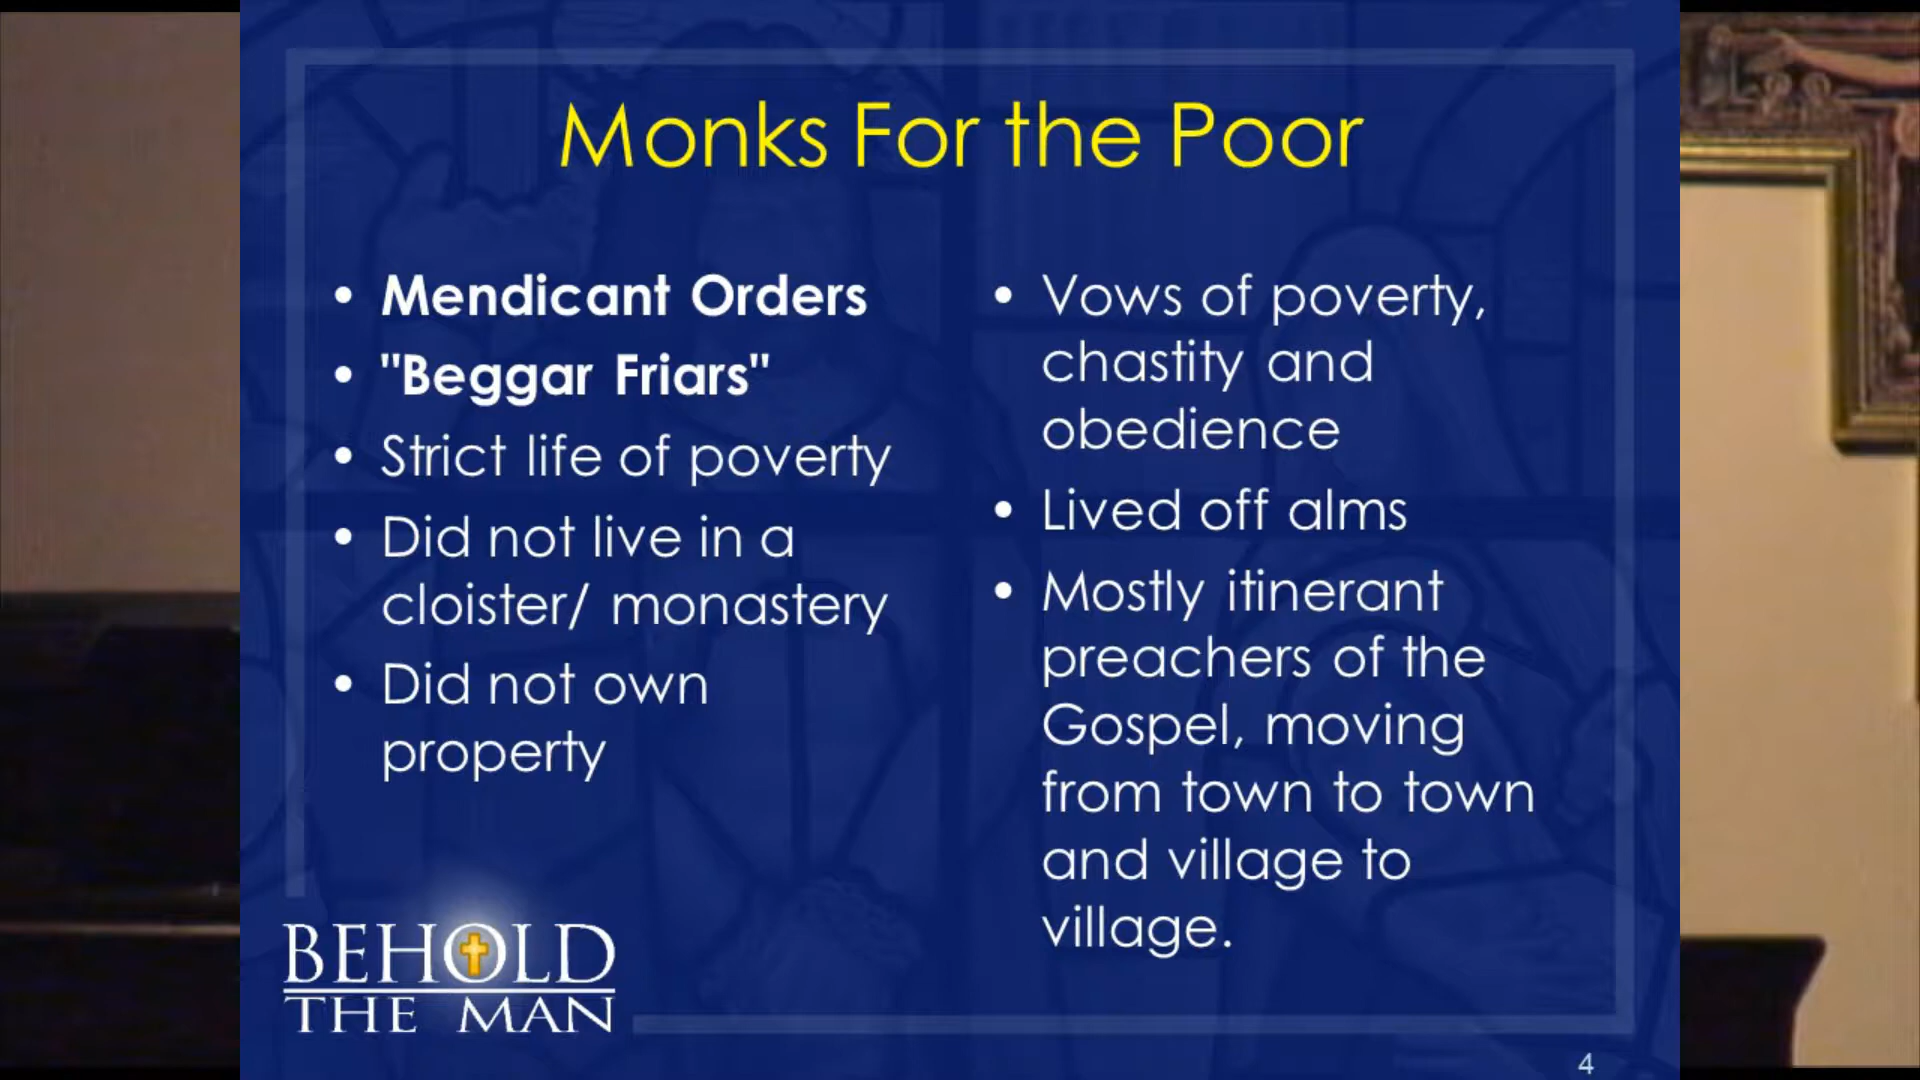 Monks For the Poor
• Mendicant Orders
• "Beggar Friars"
• Strict life of poverty
• Did not live in a
cloister/ monastery
• Did not own
property
• Vows of poverty,
chastity and
obedience
• Lived off alms
• Mostly itinerant
preachers of the
Gospel, moving
from town to town
and village to
village.
BEHOLD
THE MAN
4